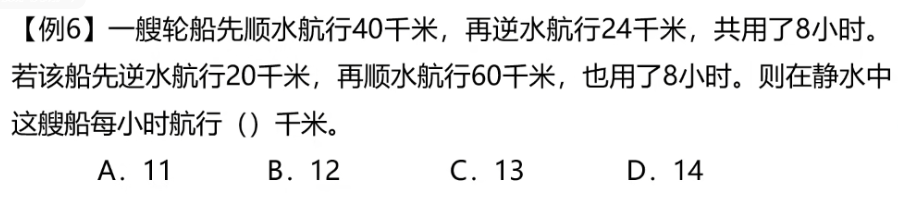 【例6】一艘轮船先顺水航行40千米，再逆水航行24千米，共用了8小时。
若该船先逆水航行20千米，再顺水航行60千米，也用了8小时。则在静水中
这艘船每小时航行（）千米。
A．11 B．12 C．13 D．14